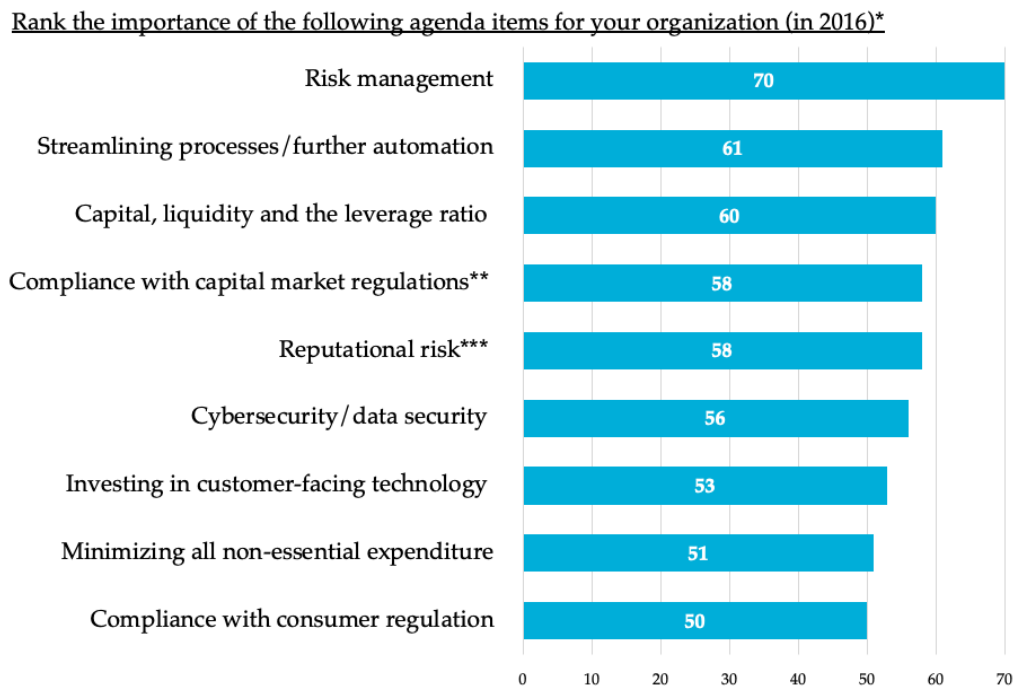 Rank the importance of the following agenda items for your organization (in 2016)*
Risk management 70
Streamlining processes/further automation 61
Capital, liquidity and the leverage ratio 60
Compliance with capital market regulations** 58
Reputational risk*** 58
Cybersecurity/data security 56
Investing in customer-facing technology 53
Minimizing all non-essential expenditure 51
Compliance with consumer regulation 50
0 10 20 30 40 50 60 70